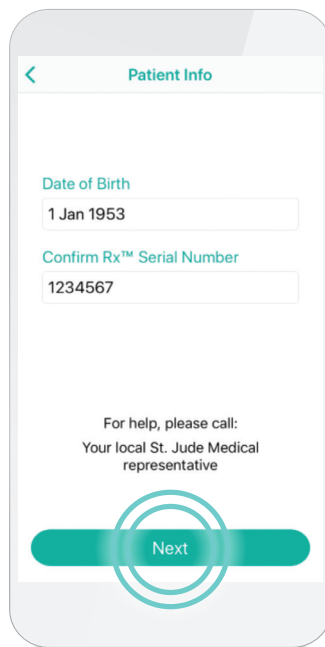 Patient Info
Date of Birth
1 Jan 1953
Confirm Rx™ Serial Number
1234567
For help, please call:
Your local St. Jude Medical
representative
Next